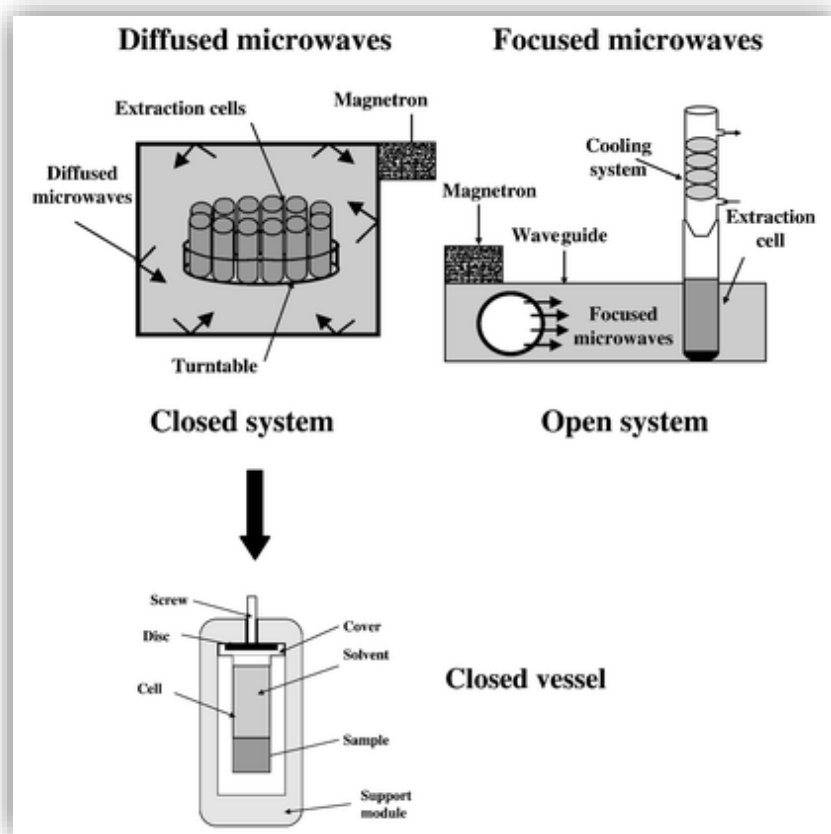 Diffused microwaves
Focused microwaves
Extraction cells
Magnetron
Diffused
microwaves
Turntable
Magnetron
Waveguide
Cooling
system
Extraction
cell
Focused
microwaves
Closed system
Open system
Screw
Disc
Cover
Solvent
Cell
Sample
Support
module
Closed vessel